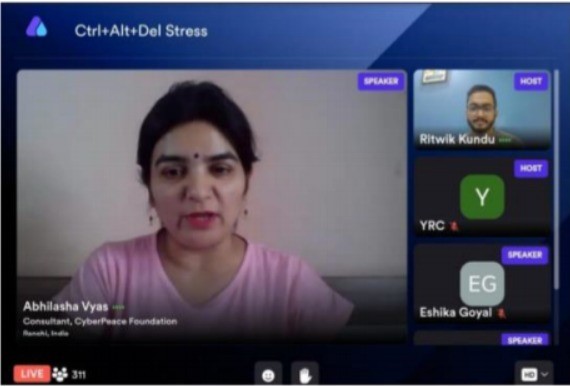 Ctrl+Alt+Del Stress
SPEAKER
HOST
Ritwik Kundu
HOST
Y
YRC
SPEAKER
EG
Eshika Goyal
SPEAKER
Abhilasha Vyas
Consultant, CyberPeace Foundation
Ranchi, India
LIVE
311
HD